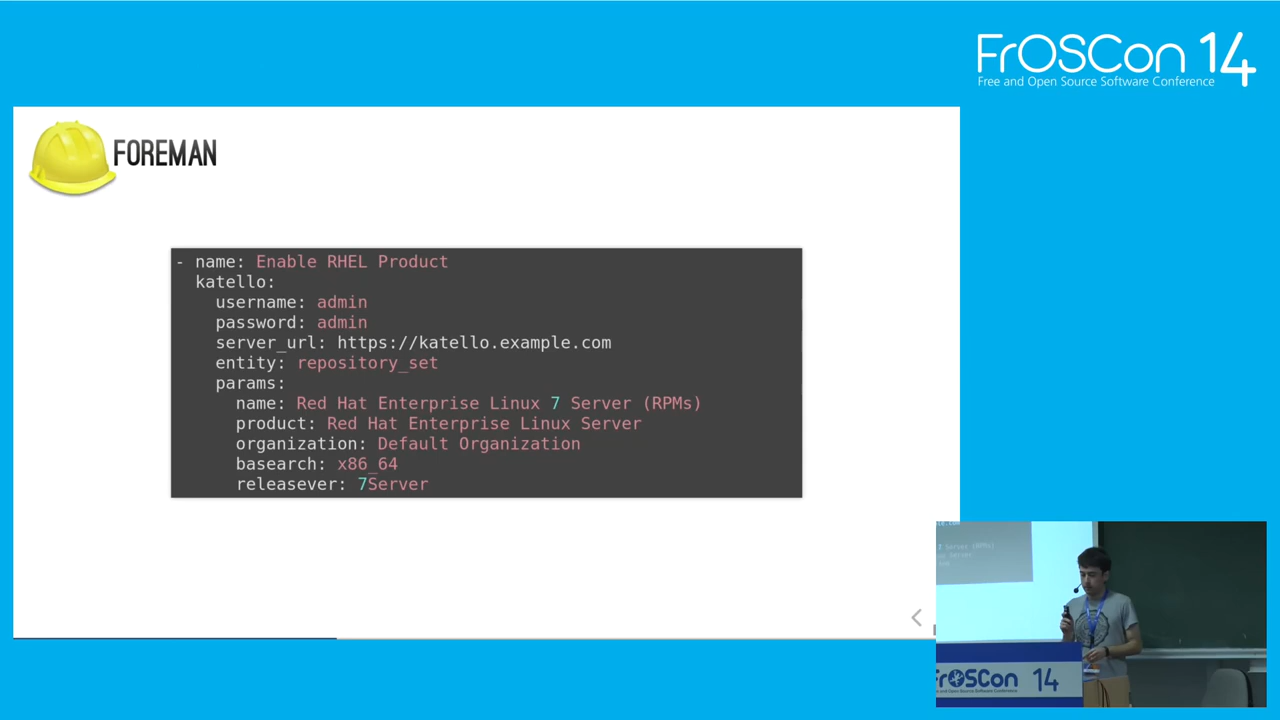 FrOSCon 14
Free and Open Source Software Conference
FOREMAN
- name: Enable RHEL Product
katello:
username: admin
password: admin
server_url: https://katello.example.com
entity: repository_set
params:
name: Red Hat Enterprise Linux 7 Server (RPMs)
product: Red Hat Enterprise Linux Server
organization: Default Organization
basearch: x86_64
releasever: 7Server
FrOSCon 14